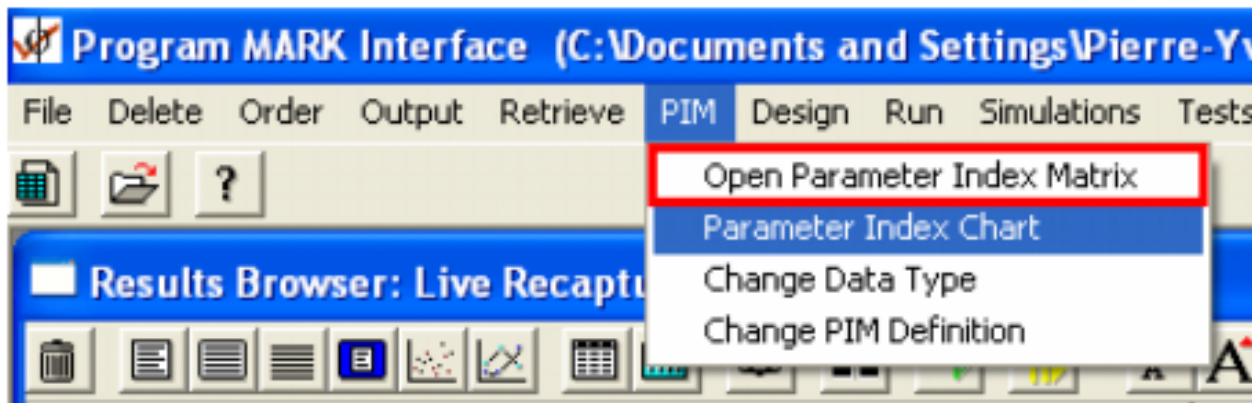 Program MARK Interface (C:\Documents and Settings\Pierre-Yv
File Delete Order Output Retrieve PIM Design Run Simulations Tests
?
Open Parameter Index Matrix
Parameter Index Chart
Change Data Type
Change PIM Definition
Results Browser: Live Recaptu
A A